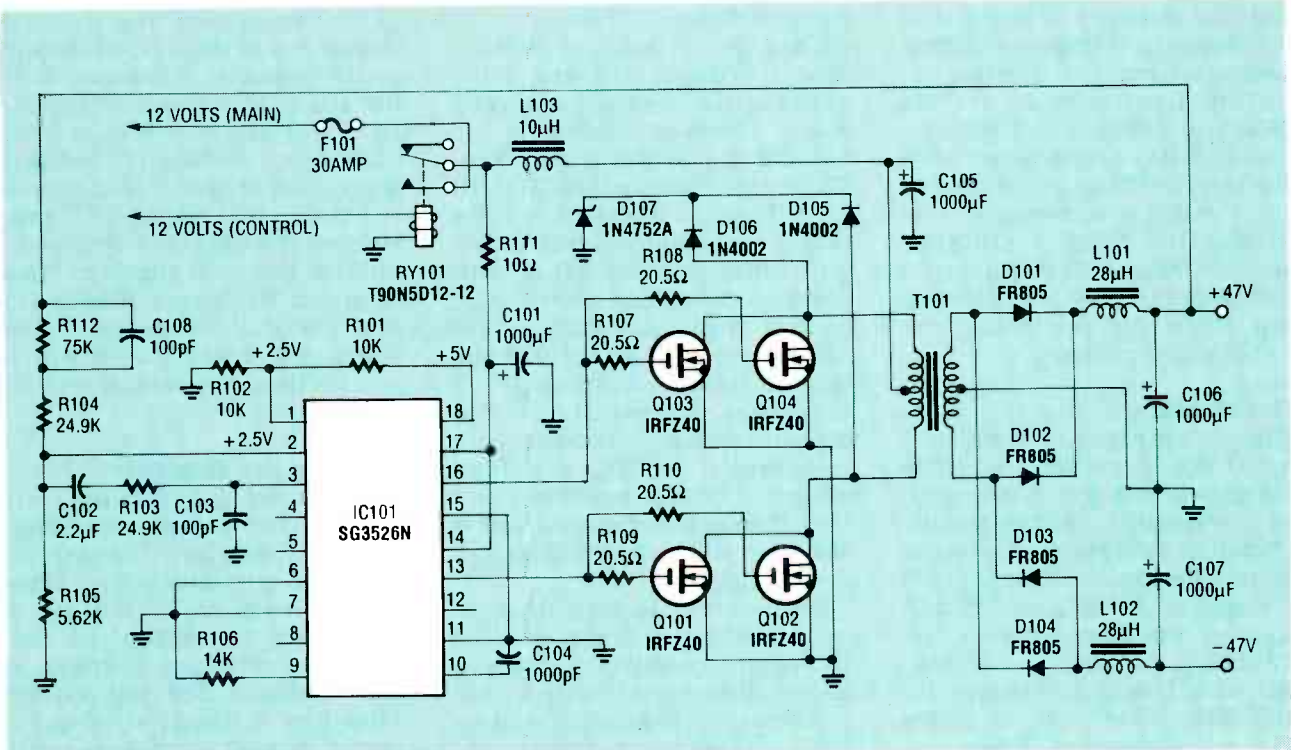 12 VOLTS (MAIN)
F101
30AMP
L103
10µH
12 VOLTS (CONTROL)
RY101
T90N5D12-12
R111
10Ω
C105
1000µF
D107
1N4752A
D106
1N4002
D105
1N4002
R108
20.5Ω
R107
20.5Ω
C101
1000µF
T101
D101
FR805
L101
28µH
+47V
R112
75K
C108
100pF
R101
10K
+2.5V
+5V
R102
10K
R104
24.9K
+2.5V
1
2
3
4
5
6
7
8
9
18
17
16
15
14
13
12
11
10
IC101
SG3526N
Q103
IRFZ40
Q104
IRFZ40
C106
1000µF
D102
FR805
C102
2.2µF
R103
24.9K
C103
100pF
R110
20.5Ω
R109
20.5Ω
D103
FR805
C107
1000µF
R105
5.62K
R106
14K
C104
1000pF
Q101
IRFZ40
Q102
IRFZ40
D104
FR805
L102
28µH
−47V